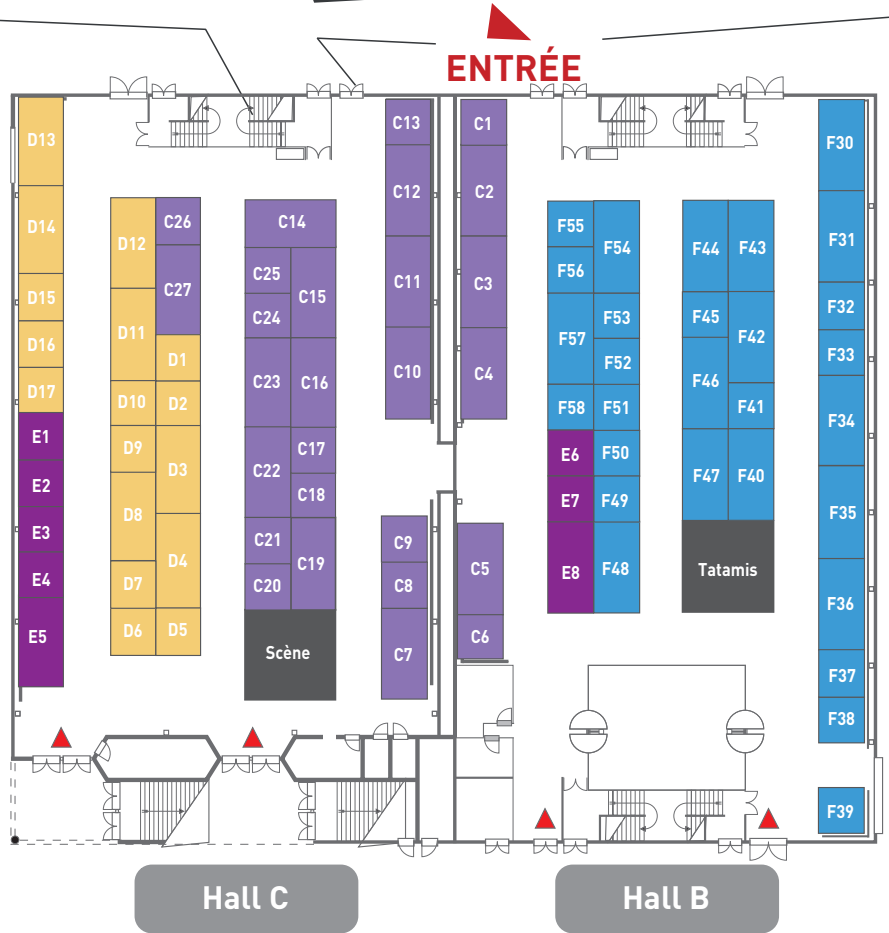 ENTRÉE
D13
D14
D15
D16
D17
E1
E2
E3
E4
E5
D12
D11
D10
D9
D8
D7
D6
C26
C27
D1
D2
D3
D4
D5
C14
C25
C24
C23
C22
C21
C20
C15
C16
C17
C18
C19
Scène
C13
C12
C11
C10
C9
C8
C7
C1
C2
C3
C4
C5
C6
F55
F56
F57
F58
E6
E7
E8
F54
F53
F52
F51
F50
F49
F48
F44
F45
F46
F47
F43
F42
F41
F40
Tatamis
F30
F31
F32
F33
F34
F35
F36
F37
F38
F39
Hall C
Hall B